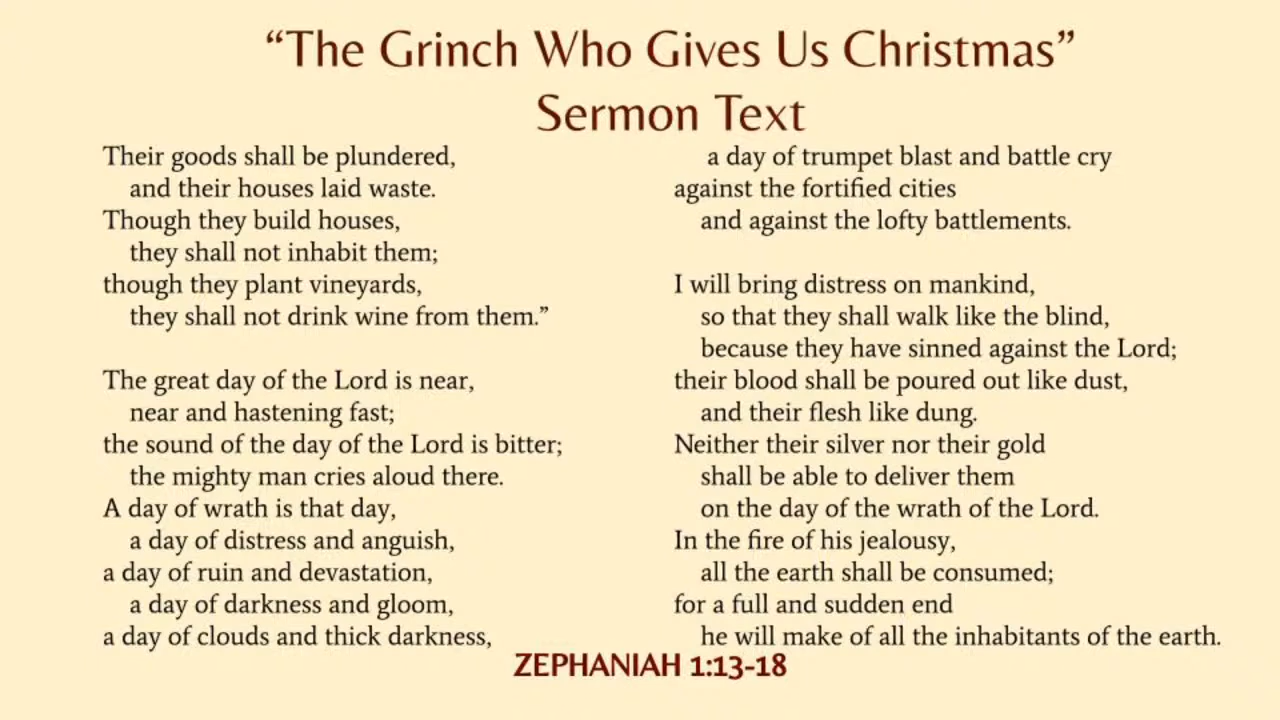 “The Grinch Who Gives Us Christmas”
Sermon Text
Their goods shall be plundered,
and their houses laid waste.
Though they build houses,
they shall not inhabit them;
though they plant vineyards,
they shall not drink wine from them.”
The great day of the Lord is near,
near and hastening fast;
the sound of the day of the Lord is bitter;
the mighty man cries aloud there.
A day of wrath is that day,
a day of distress and anguish,
a day of ruin and devastation,
a day of darkness and gloom,
a day of clouds and thick darkness,
a day of trumpet blast and battle cry
against the fortified cities
and against the lofty battlements.
I will bring distress on mankind,
so that they shall walk like the blind,
because they have sinned against the Lord;
their blood shall be poured out like dust,
and their flesh like dung.
Neither their silver nor their gold
shall be able to deliver them
on the day of the wrath of the Lord.
In the fire of his jealousy,
all the earth shall be consumed;
for a full and sudden end
he will make of all the inhabitants of the earth.
ZEPHANIAH 1:13-18